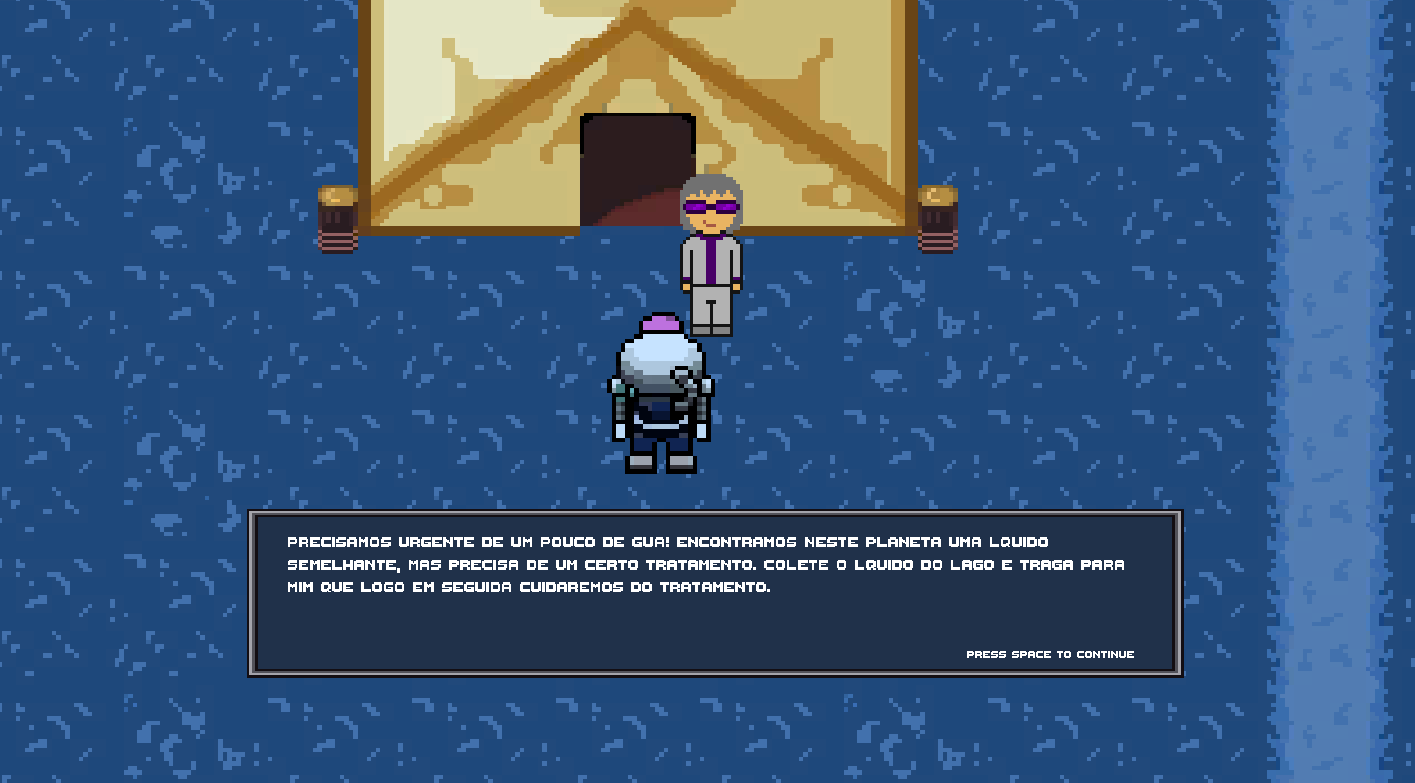 PRECISAMOS URGENTE DE UM POUCO DE GUA! ENCONTRAMOS NESTE PLANETA UMA LQUIDO
SEMELHANTE, MAS PRECISA DE UM CERTO TRATAMENTO. COLETE O LQUIDO DO LAGO E TRAGA PARA
MIM QUE LOGO EM SEGUIDA CUIDAREMOS DO TRATAMENTO.
PRESS SPACE TO CONTINUE